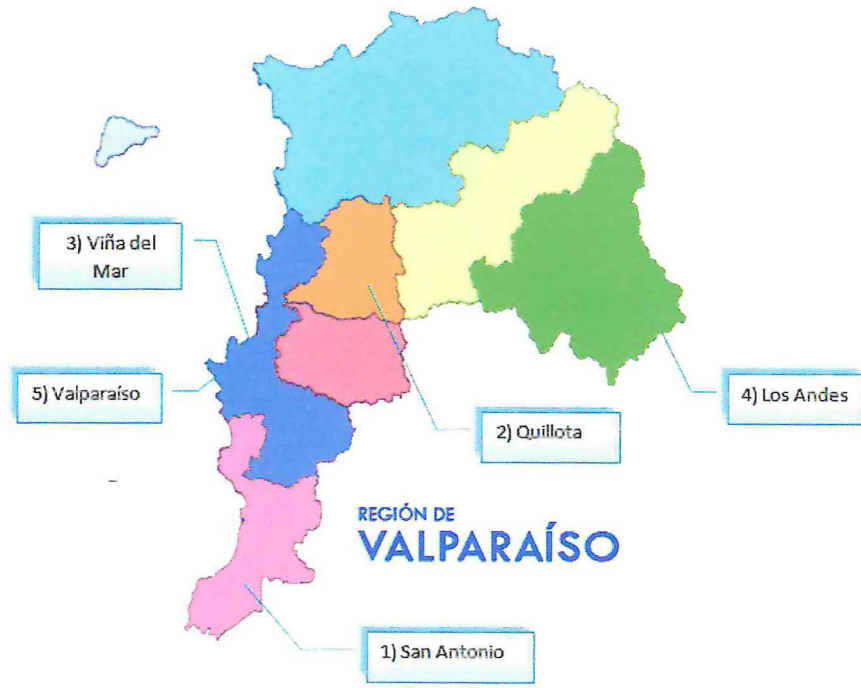 3) Viña del
Mar
5) Valparaíso
4) Los Andes
2) Quillota
REGIÓN DE
VALPARAÍSO
1) San Antonio